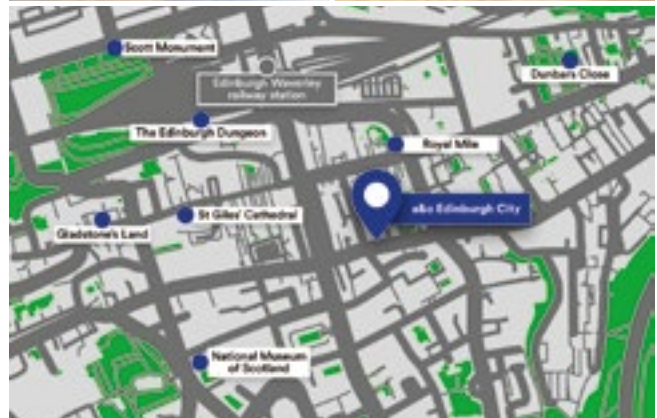 Scott Monument
Edinburgh Waverley
railway station
Dunbars Close
The Edinburgh Dungeon
Royal Mile
a&o Edinburgh City
St Giles' Cathedral
Gladstone's Land
National Museum
of Scotland